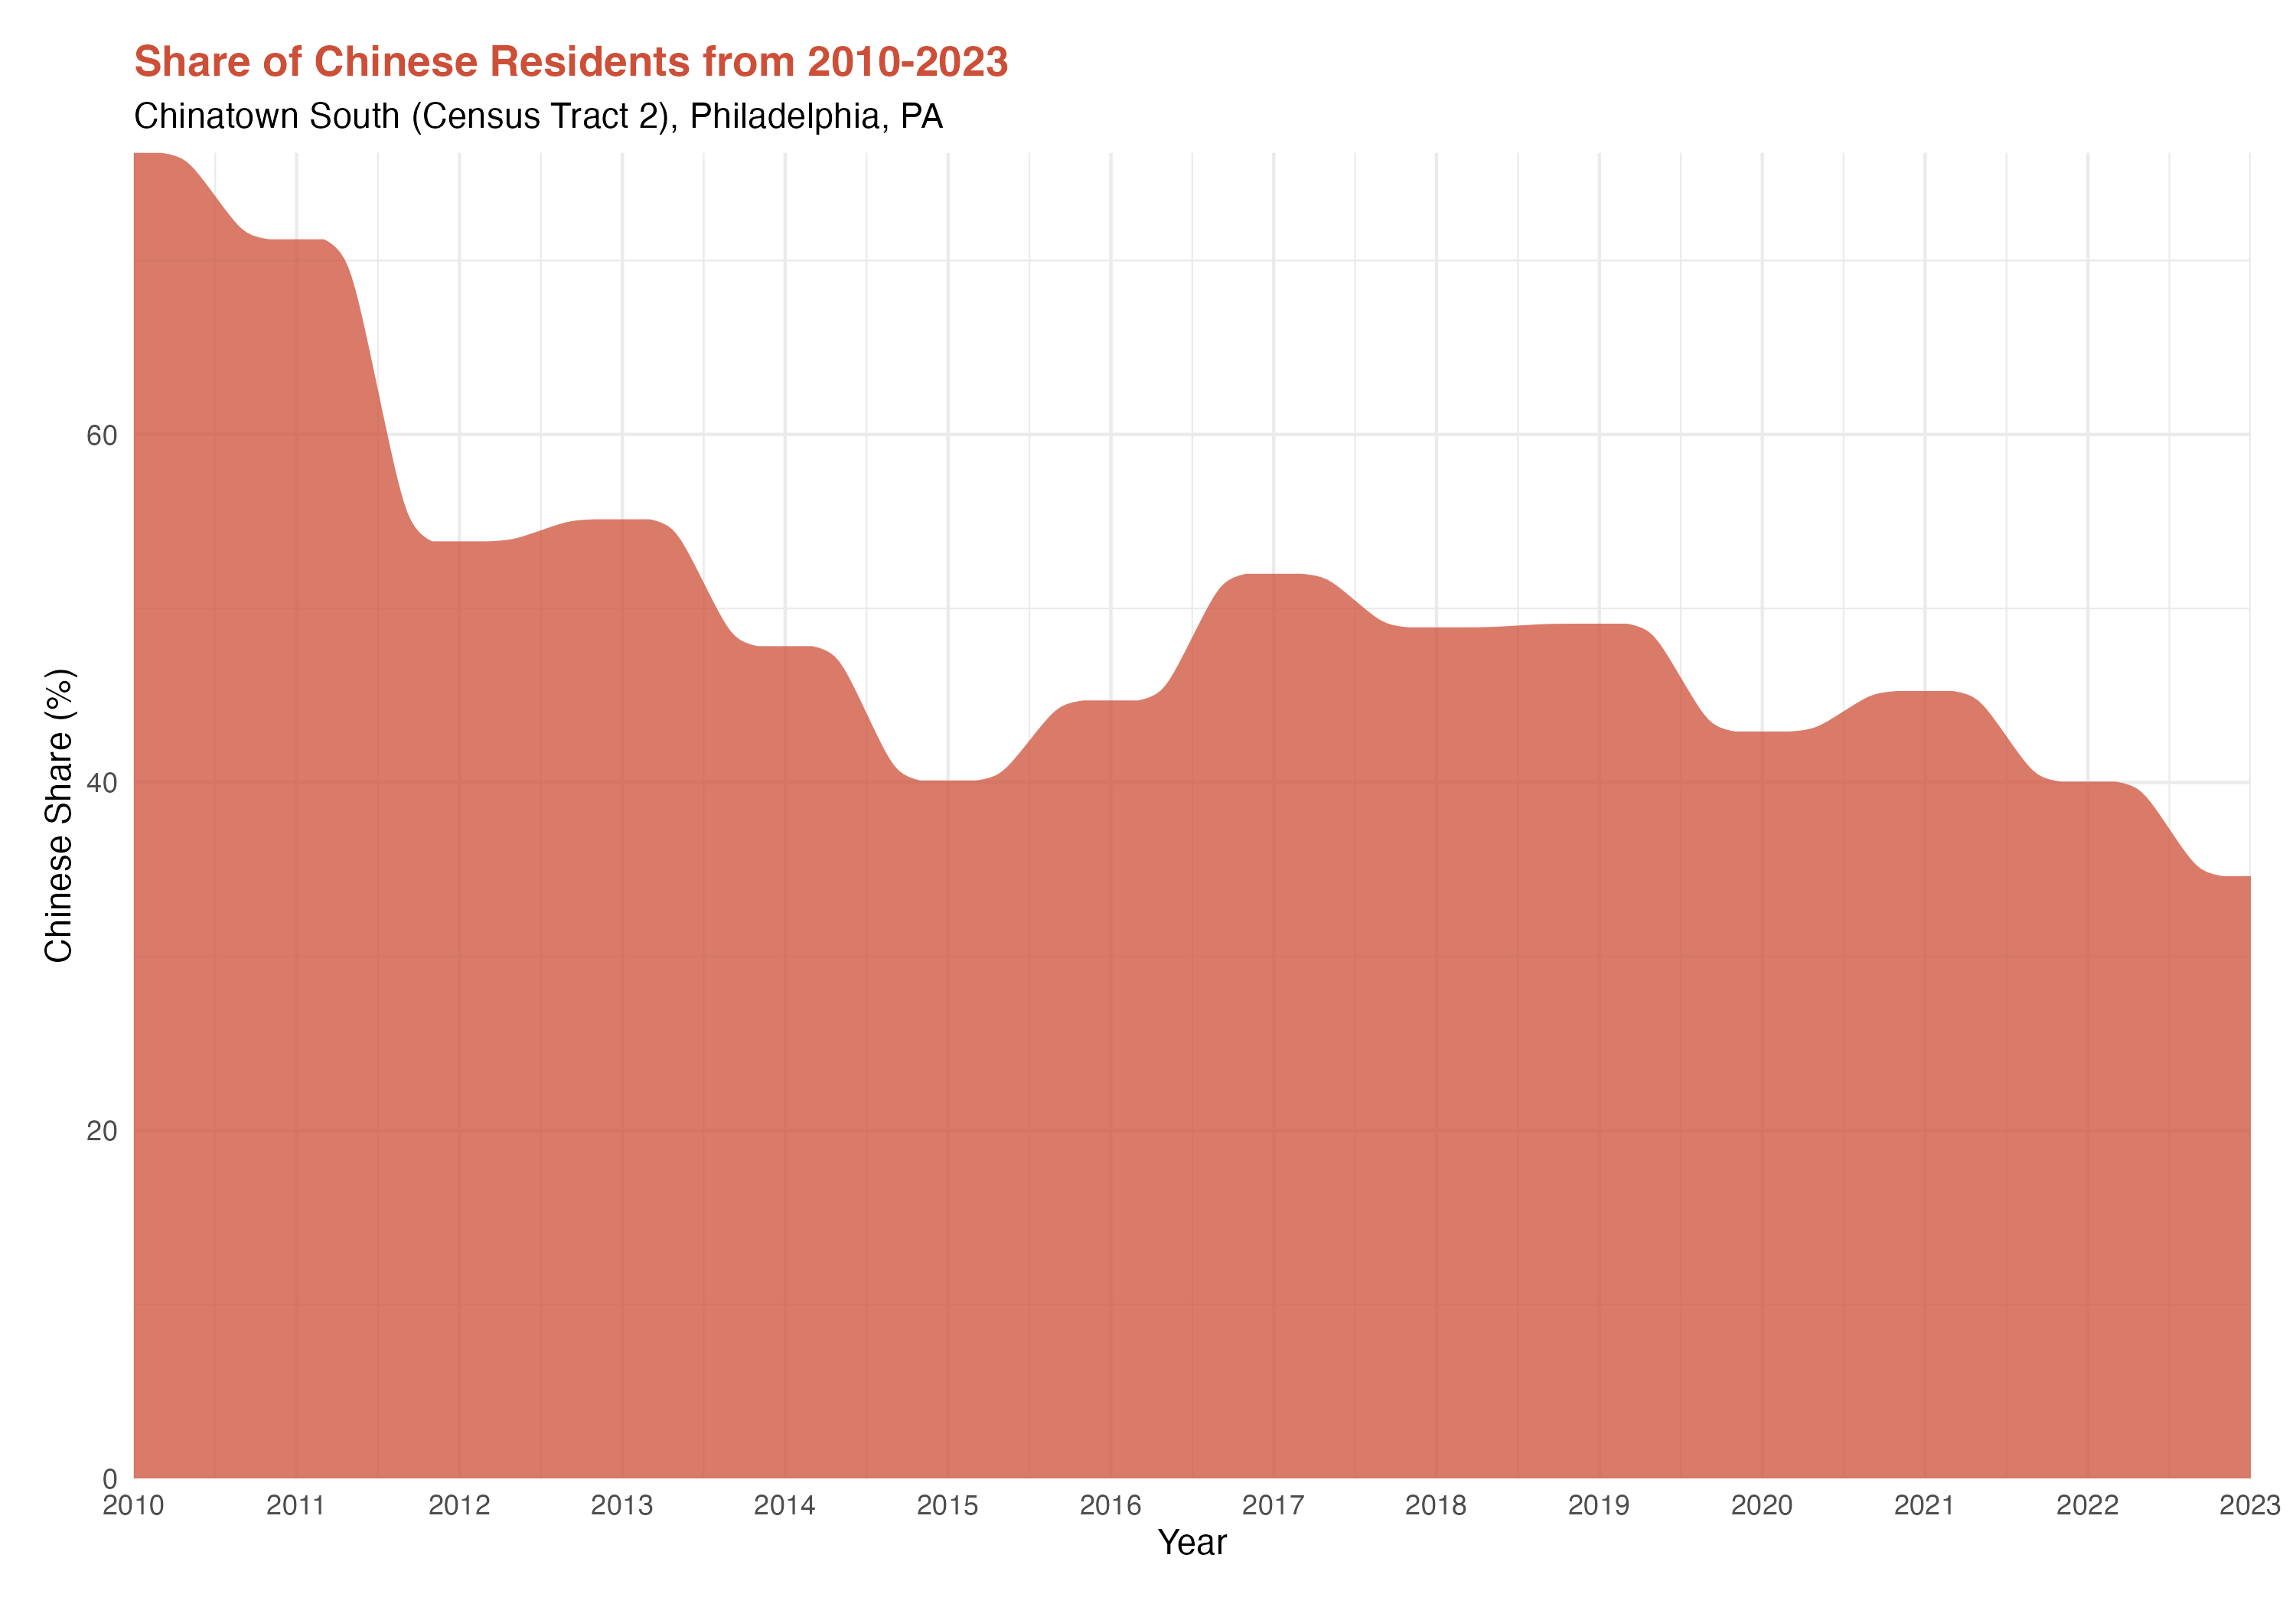 Share of Chinese Residents from 2010-2023
Chinatown South (Census Tract 2), Philadelphia, PA
60
40
20
0
Chinese Share (%)
2010 2011 2012 2013 2014 2015 2016 2017 2018 2019 2020 2021 2022 2023
Year